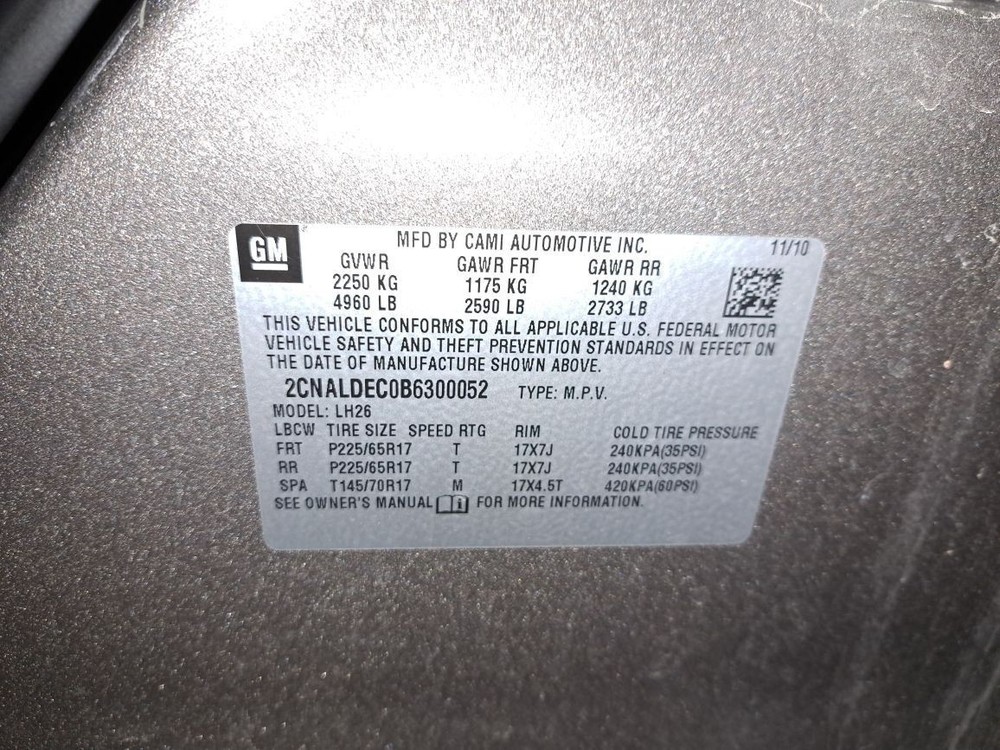 GM
MFD BY CAMI AUTOMOTIVE INC. 11/10
GVWR GAWR FRT GAWR RR
2250 KG 1175 KG 1240 KG
4960 LB 2590 LB 2733 LB
THIS VEHICLE CONFORMS TO ALL APPLICABLE U.S. FEDERAL MOTOR
VEHICLE SAFETY AND THEFT PREVENTION STANDARDS IN EFFECT ON
THE DATE OF MANUFACTURE SHOWN ABOVE.
2CNALDEC0B6300052 TYPE: M.P.V.
MODEL: LH26
LBCW TIRE SIZE SPEED RTG RIM COLD TIRE PRESSURE
FRT P225/65R17 T 17X7J 240KPA(35PSI)
RR P225/65R17 T 17X7J 240KPA(35PSI)
SPA T145/70R17 M 17X4.5T 420KPA(60PSI)
SEE OWNER'S MANUAL i FOR MORE INFORMATION.